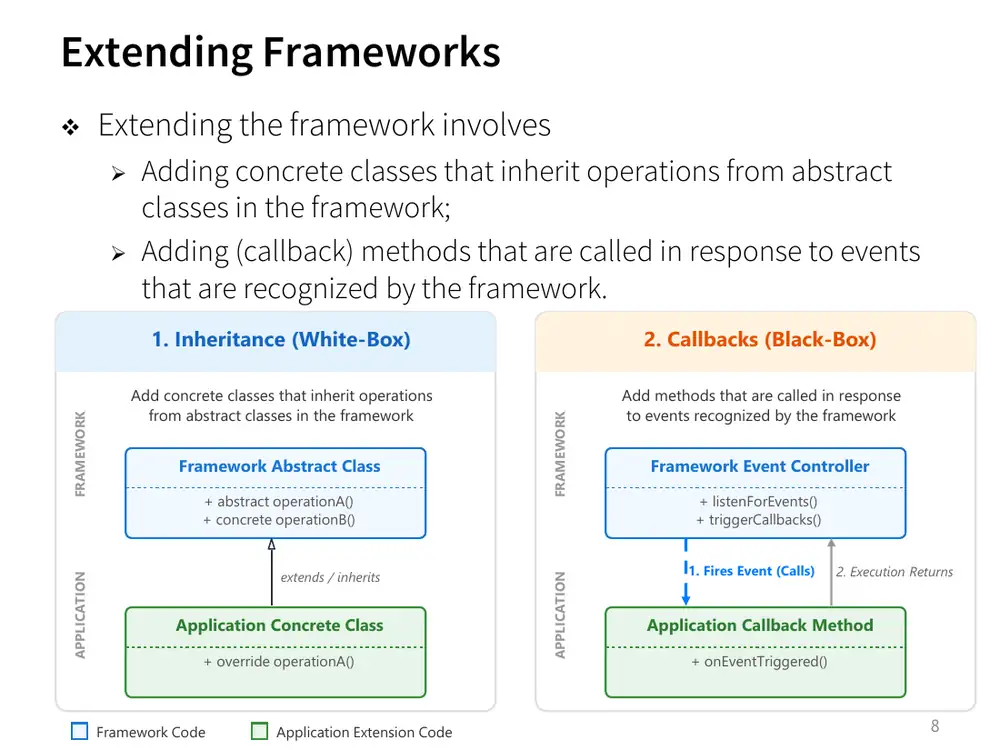 Extending Frameworks
❖ Extending the framework involves
➢ Adding concrete classes that inherit operations from abstract
classes in the framework;
➢ Adding (callback) methods that are called in response to events
that are recognized by the framework.
1. Inheritance (White-Box)
Add concrete classes that inherit operations
from abstract classes in the framework
FRAMEWORK
Framework Abstract Class
+ abstract operationA()
+ concrete operationB()
extends / inherits
APPLICATION
Application Concrete Class
+ override operationA()
2. Callbacks (Black-Box)
Add methods that are called in response
to events recognized by the framework
FRAMEWORK
Framework Event Controller
+ listenForEvents()
+ triggerCallbacks()
1. Fires Event (Calls)
2. Execution Returns
APPLICATION
Application Callback Method
+ onEventTriggered()
Framework Code
Application Extension Code
8